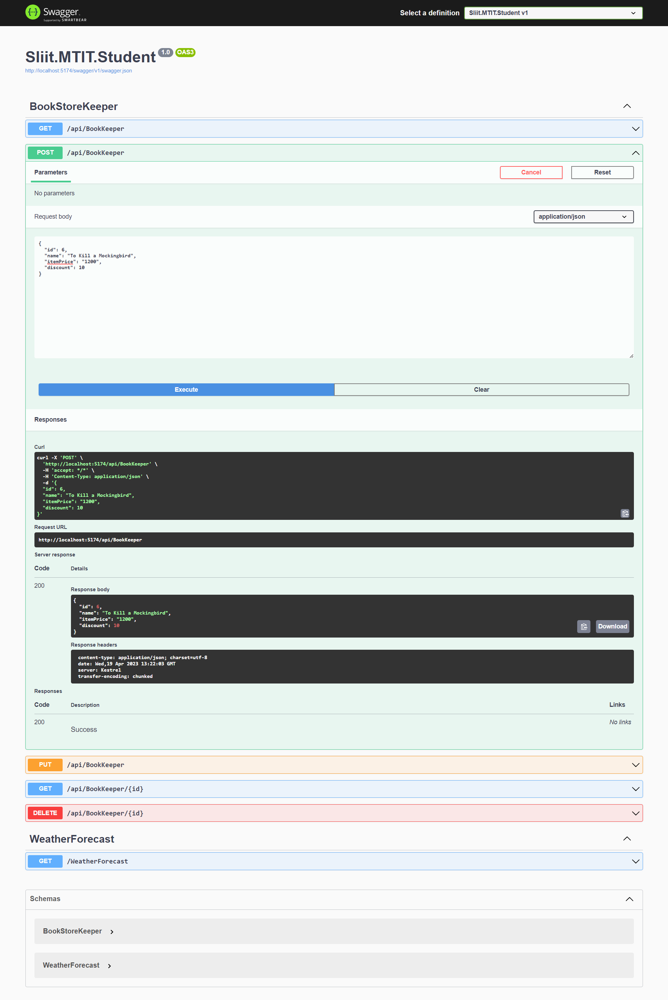 Swagger
Supported by SMARTBEAR
Select a definition
Sliit.MTIT.Student v1
Sliit.MTIT.Student 1.0 OAS3
http://localhost:5174/swagger/v1/swagger.json
BookStoreKeeper
GET /api/BookKeeper
POST /api/BookKeeper
Parameters
Cancel
Reset
No parameters
Request body
application/json
{
  "id": 6,
  "name": "To Kill a Mockingbird",
  "itemPrice": "1200",
  "discount": 10
}
Execute
Clear
Responses
Curl
curl -X 'POST' \
  'http://localhost:5174/api/BookKeeper' \
  -H 'accept: */*' \
  -H 'Content-Type: application/json' \
  -d '{
  "id": 6,
  "name": "To Kill a Mockingbird",
  "itemPrice": "1200",
  "discount": 10
}'
Request URL
http://localhost:5174/api/BookKeeper
Server response
Code Details
200
Response body
{
  "id": 6,
  "name": "To Kill a Mockingbird",
  "itemPrice": "1200",
  "discount": 10
}
Download
Response headers
content-type: application/json; charset=utf-8
date: Wed,19 Apr 2023 13:22:03 GMT
server: Kestrel
transfer-encoding: chunked
Responses
Code Description Links
200 Success No links
PUT /api/BookKeeper
GET /api/BookKeeper/{id}
DELETE /api/BookKeeper/{id}
WeatherForecast
GET /WeatherForecast
Schemas
BookStoreKeeper
WeatherForecast